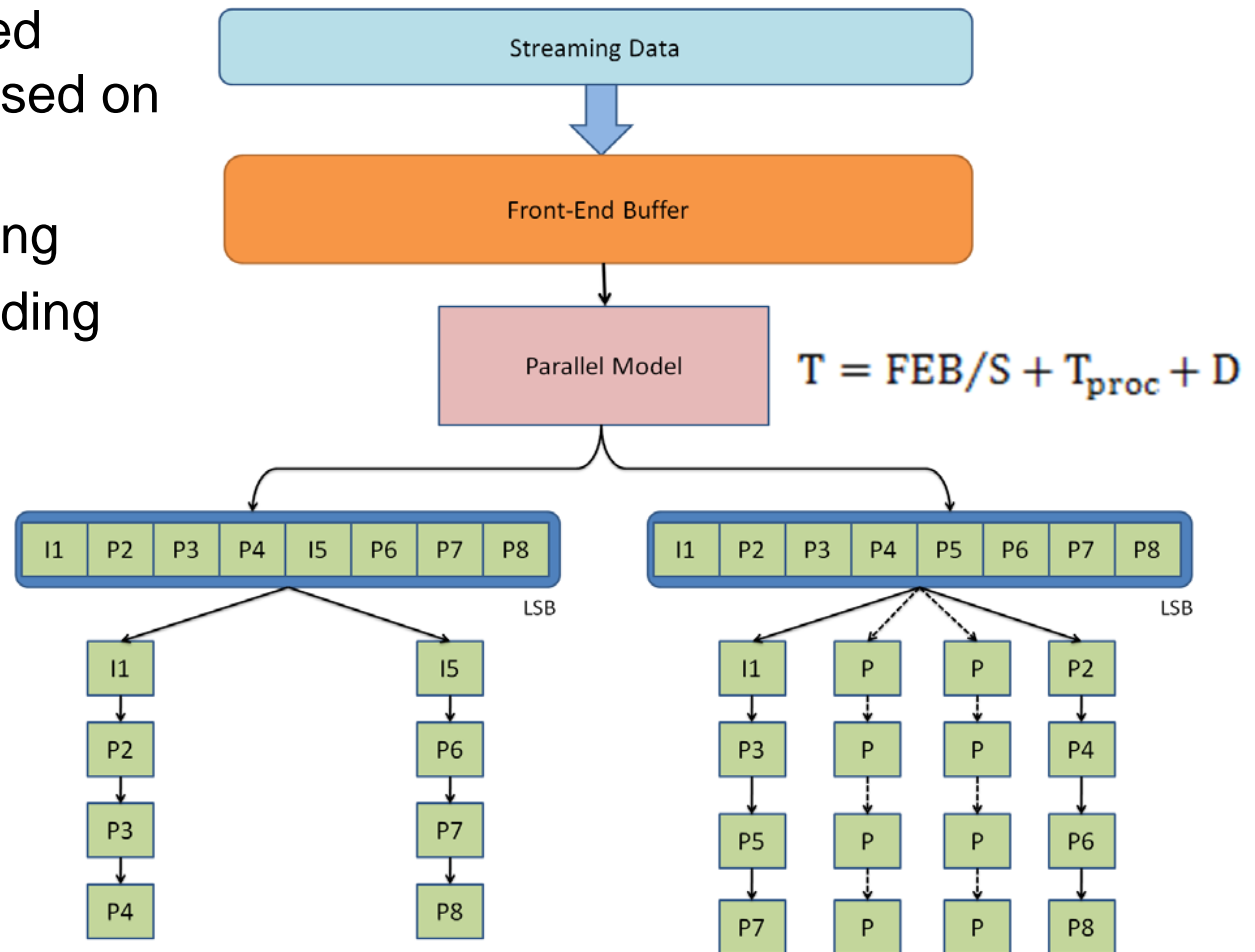 ed
sed on
ng
ding
Streaming Data
Front-End Buffer
Parallel Model
T = FEB/S + T_proc + D
I1 P2 P3 P4 I5 P6 P7 P8
LSB
I1 P2 P3 P4 P5 P6 P7 P8
LSB
I1 I5
P2 P6
P3 P7
P4 P8
I1 P P P2
P3 P P P4
P5 P P P6
P7 P P P8